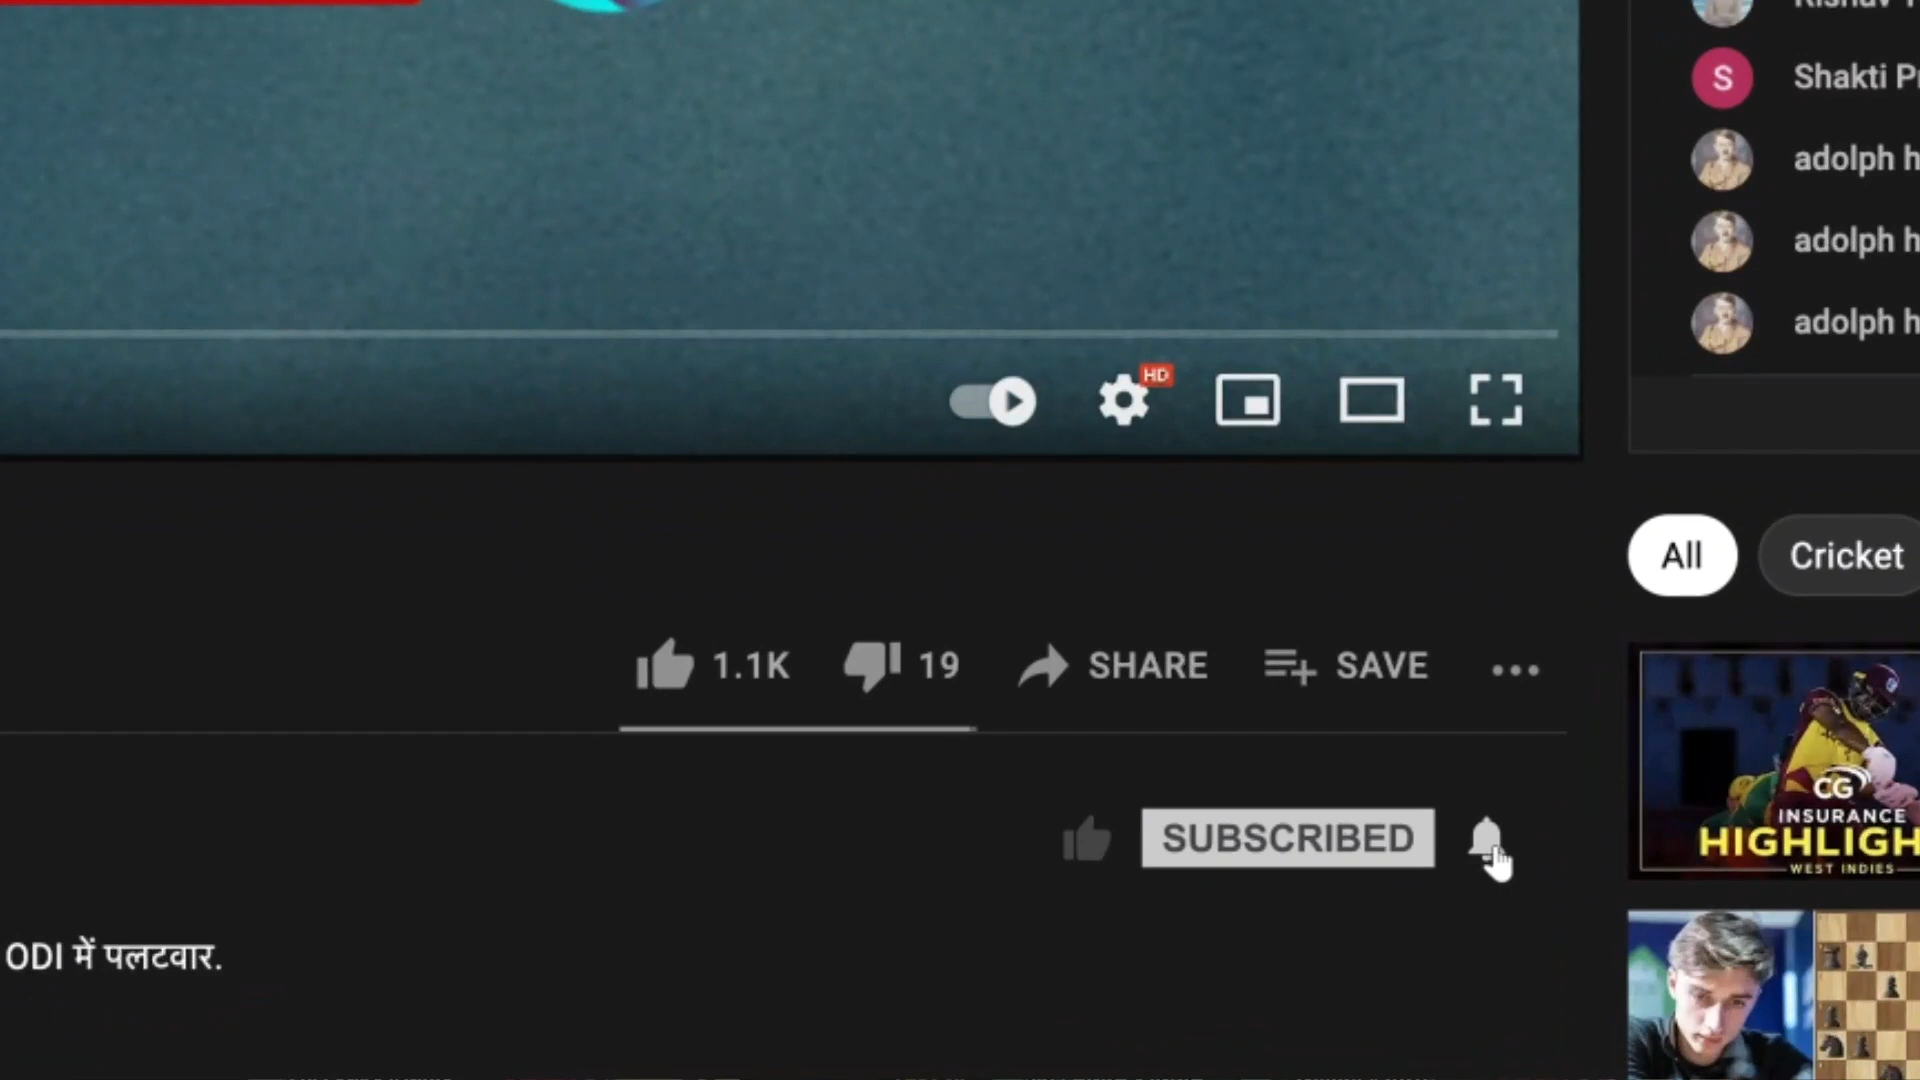 Shakti P
adolph h
adolph h
adolph h
HD
All
Cricket
1.1K
19
SHARE
SAVE
CG
INSURANCE
HIGHLIGH
WEST INDIES
SUBSCRIBED
ODI में पलटवार.